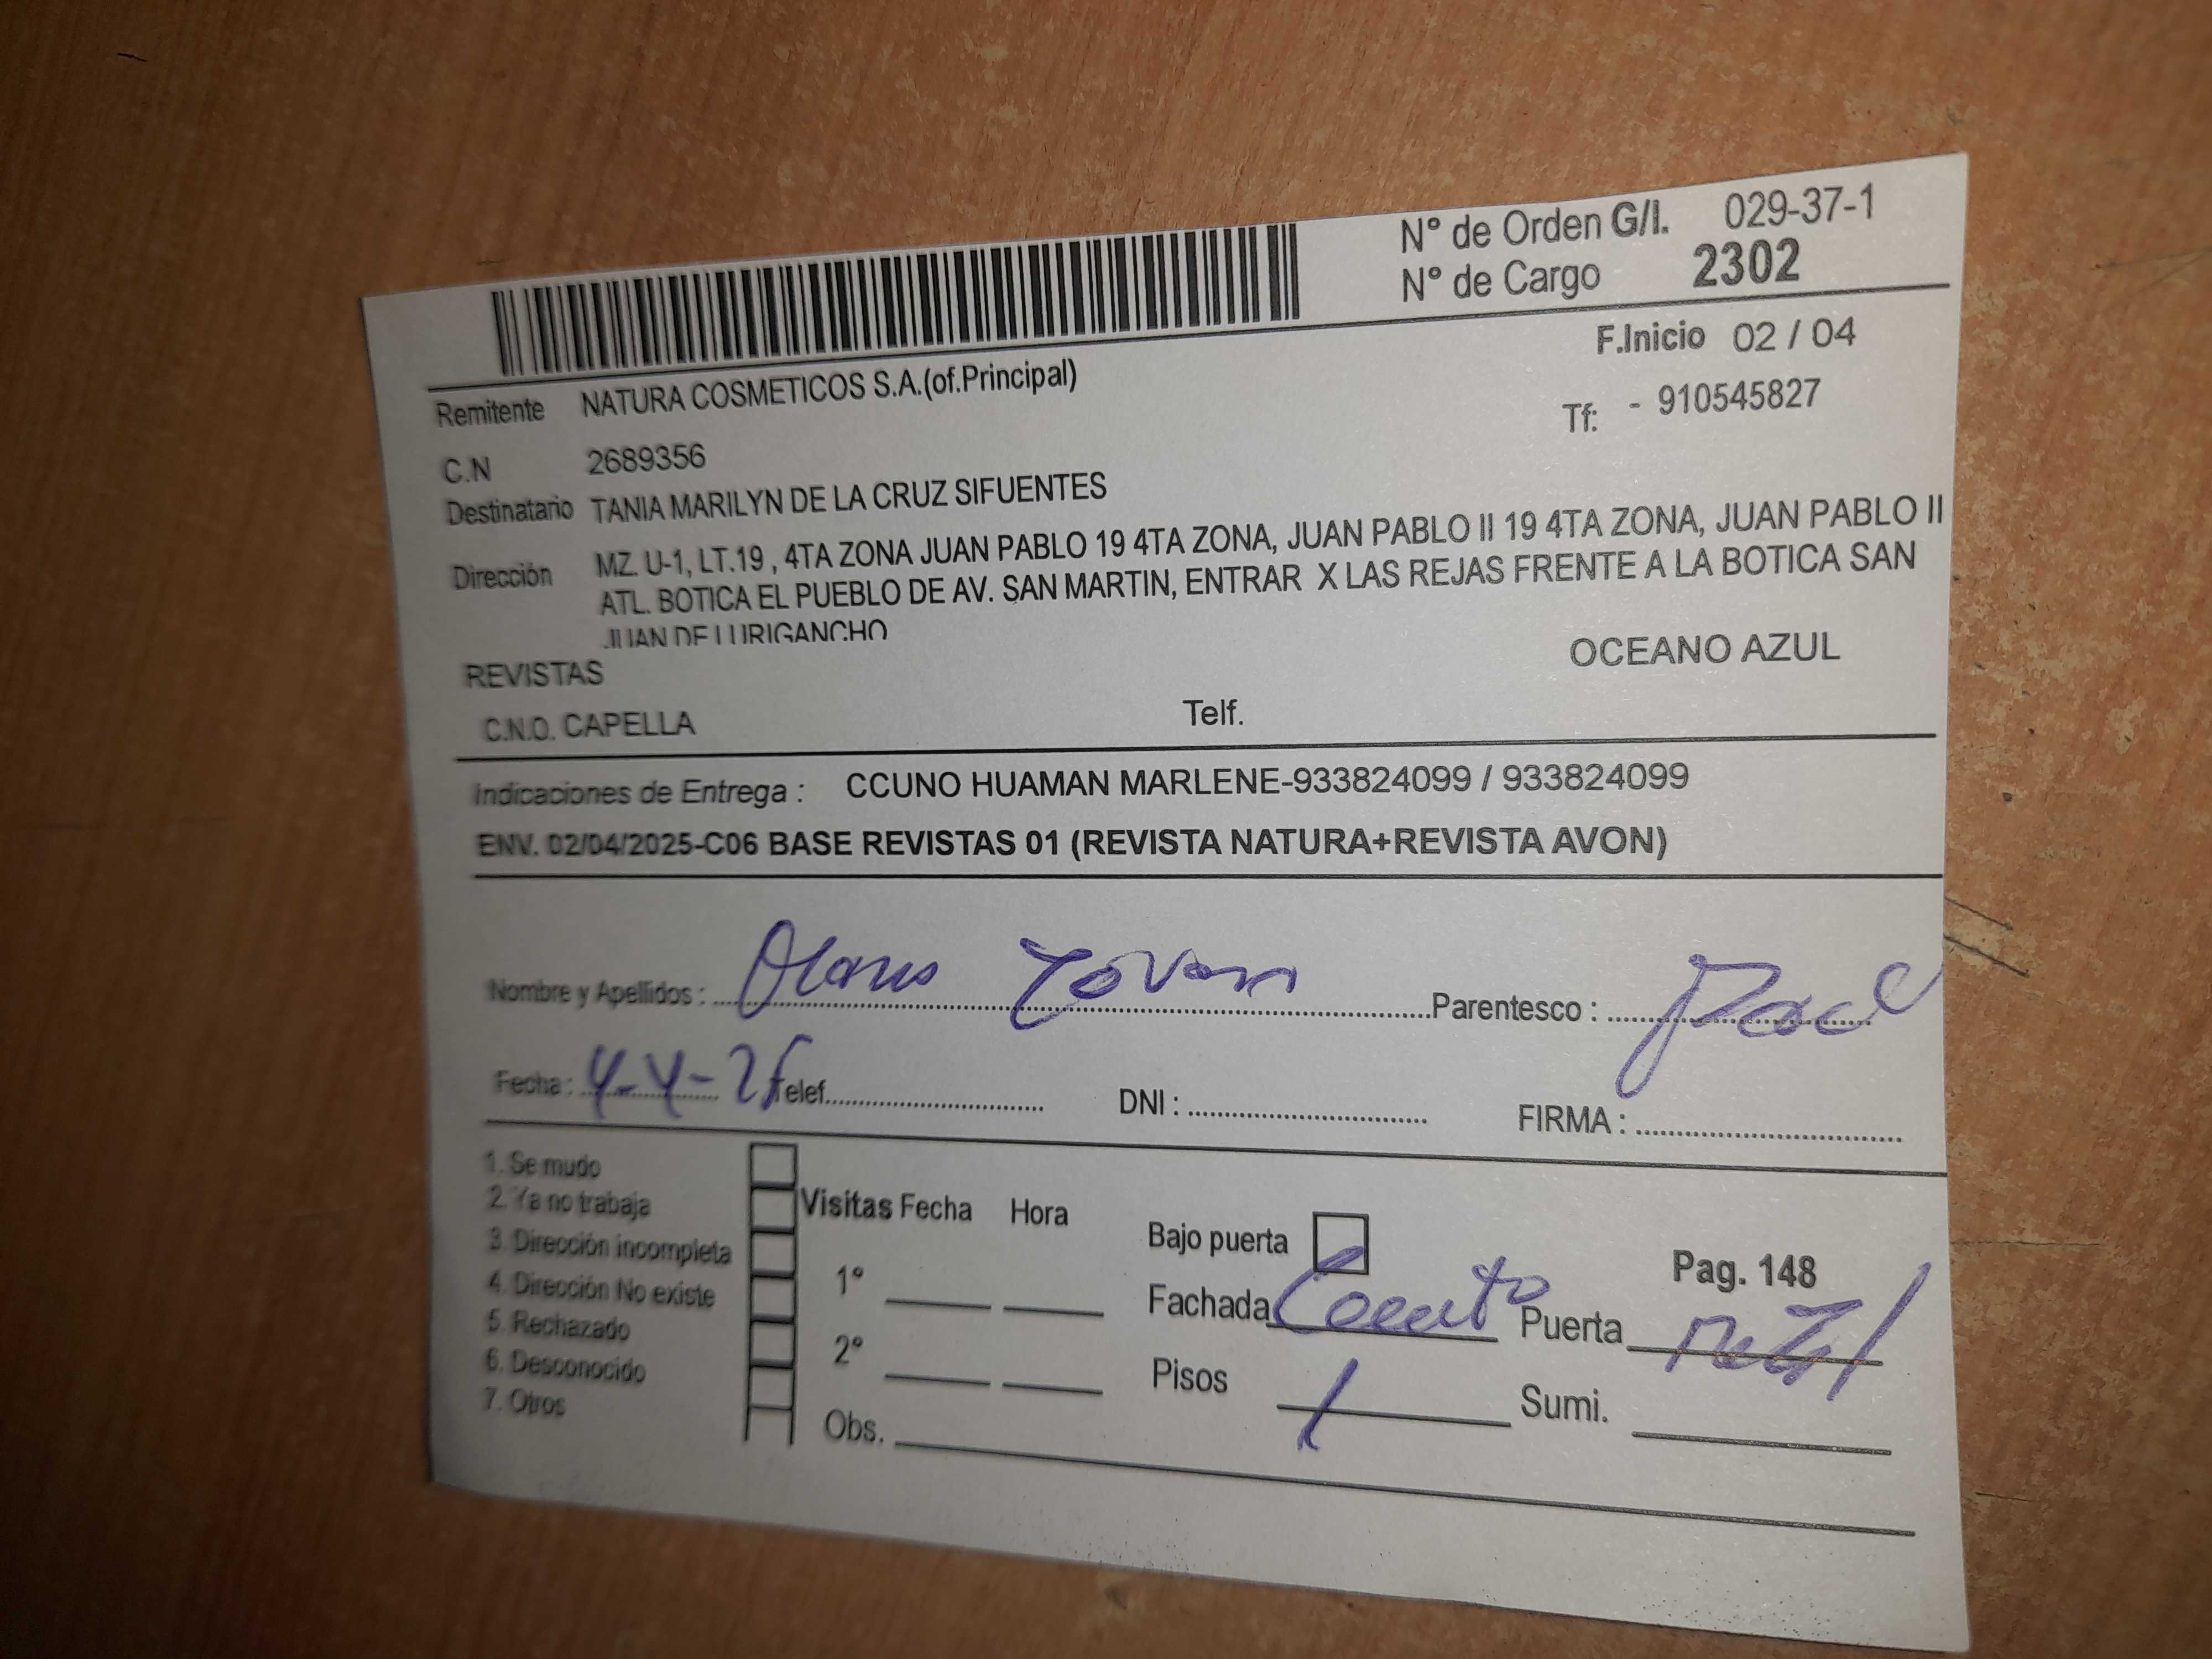 N° de Orden G/I. 029-37-1
N° de Cargo 2302
F.Inicio 02 / 04
Remitente NATURA COSMETICOS S.A.(of.Principal)
Tf: - 910545827
C.N 2689356
Destinatario TANIA MARILYN DE LA CRUZ SIFUENTES
Dirección MZ. U-1, LT.19 , 4TA ZONA JUAN PABLO 19 4TA ZONA, JUAN PABLO II 19 4TA ZONA, JUAN PABLO II
ATL. BOTICA EL PUEBLO DE AV. SAN MARTIN, ENTRAR X LAS REJAS FRENTE A LA BOTICA SAN
JUAN DE LURIGANCHO
REVISTAS OCEANO AZUL
C.N.O. CAPELLA Telf.
Indicaciones de Entrega : CCUNO HUAMAN MARLENE-933824099 / 933824099
ENV. 02/04/2025-C06 BASE REVISTAS 01 (REVISTA NATURA+REVISTA AVON)
Nombre y Apellidos : Parentesco :
Fecha : 4-4-25 Telef. DNI : FIRMA :
1. Se mudo
2. Ya no trabaja
3. Dirección incompleta
4. Dirección No existe
5. Rechazado
6. Desconocido
7. Otros
Visitas Fecha Hora
1°
2°
Obs.
Bajo puerta
Pag. 148
Fachada Puerta
Pisos 1 Sumi.